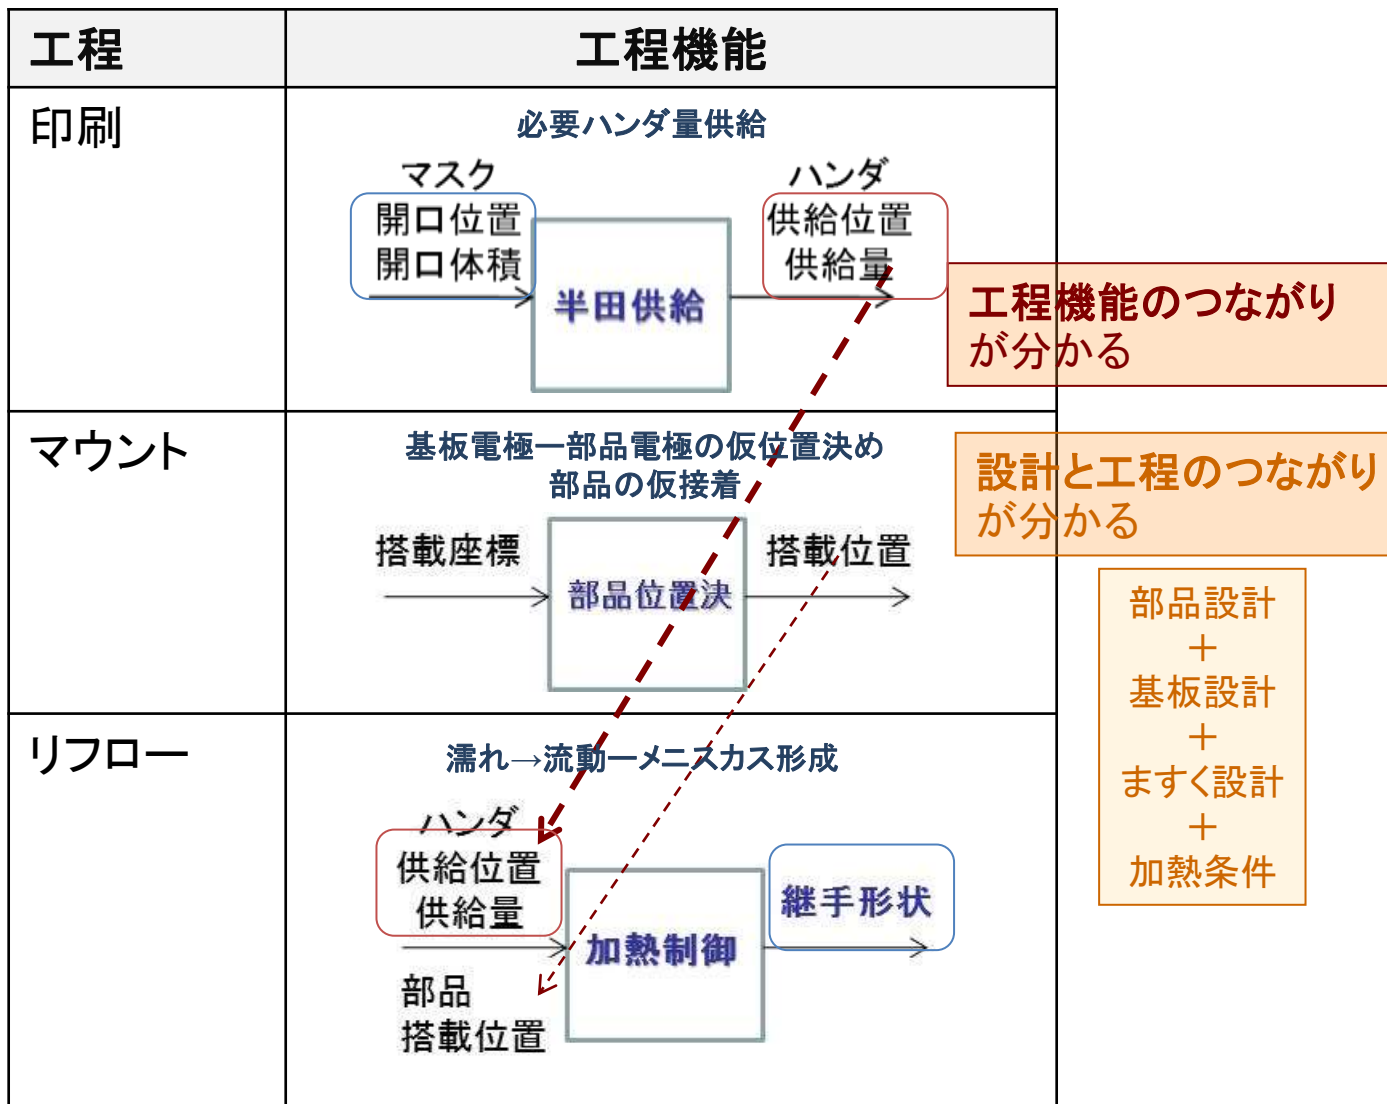 工程
工程機能
印刷
必要ハンダ量供給
マスク
開口位置
開口体積
半田供給
ハンダ
供給位置
供給量
工程機能のつながり
が分かる
マウント
基板電極ー部品電極の仮位置決め
部品の仮接着
搭載座標
部品位置決
搭載位置
設計と工程のつながり
が分かる
部品設計
＋
基板設計
＋
ますく設計
＋
加熱条件
リフロー
濡れ→流動ーメニスカス形成
ハンダ
供給位置
供給量
部品
搭載位置
加熱制御
継手形状